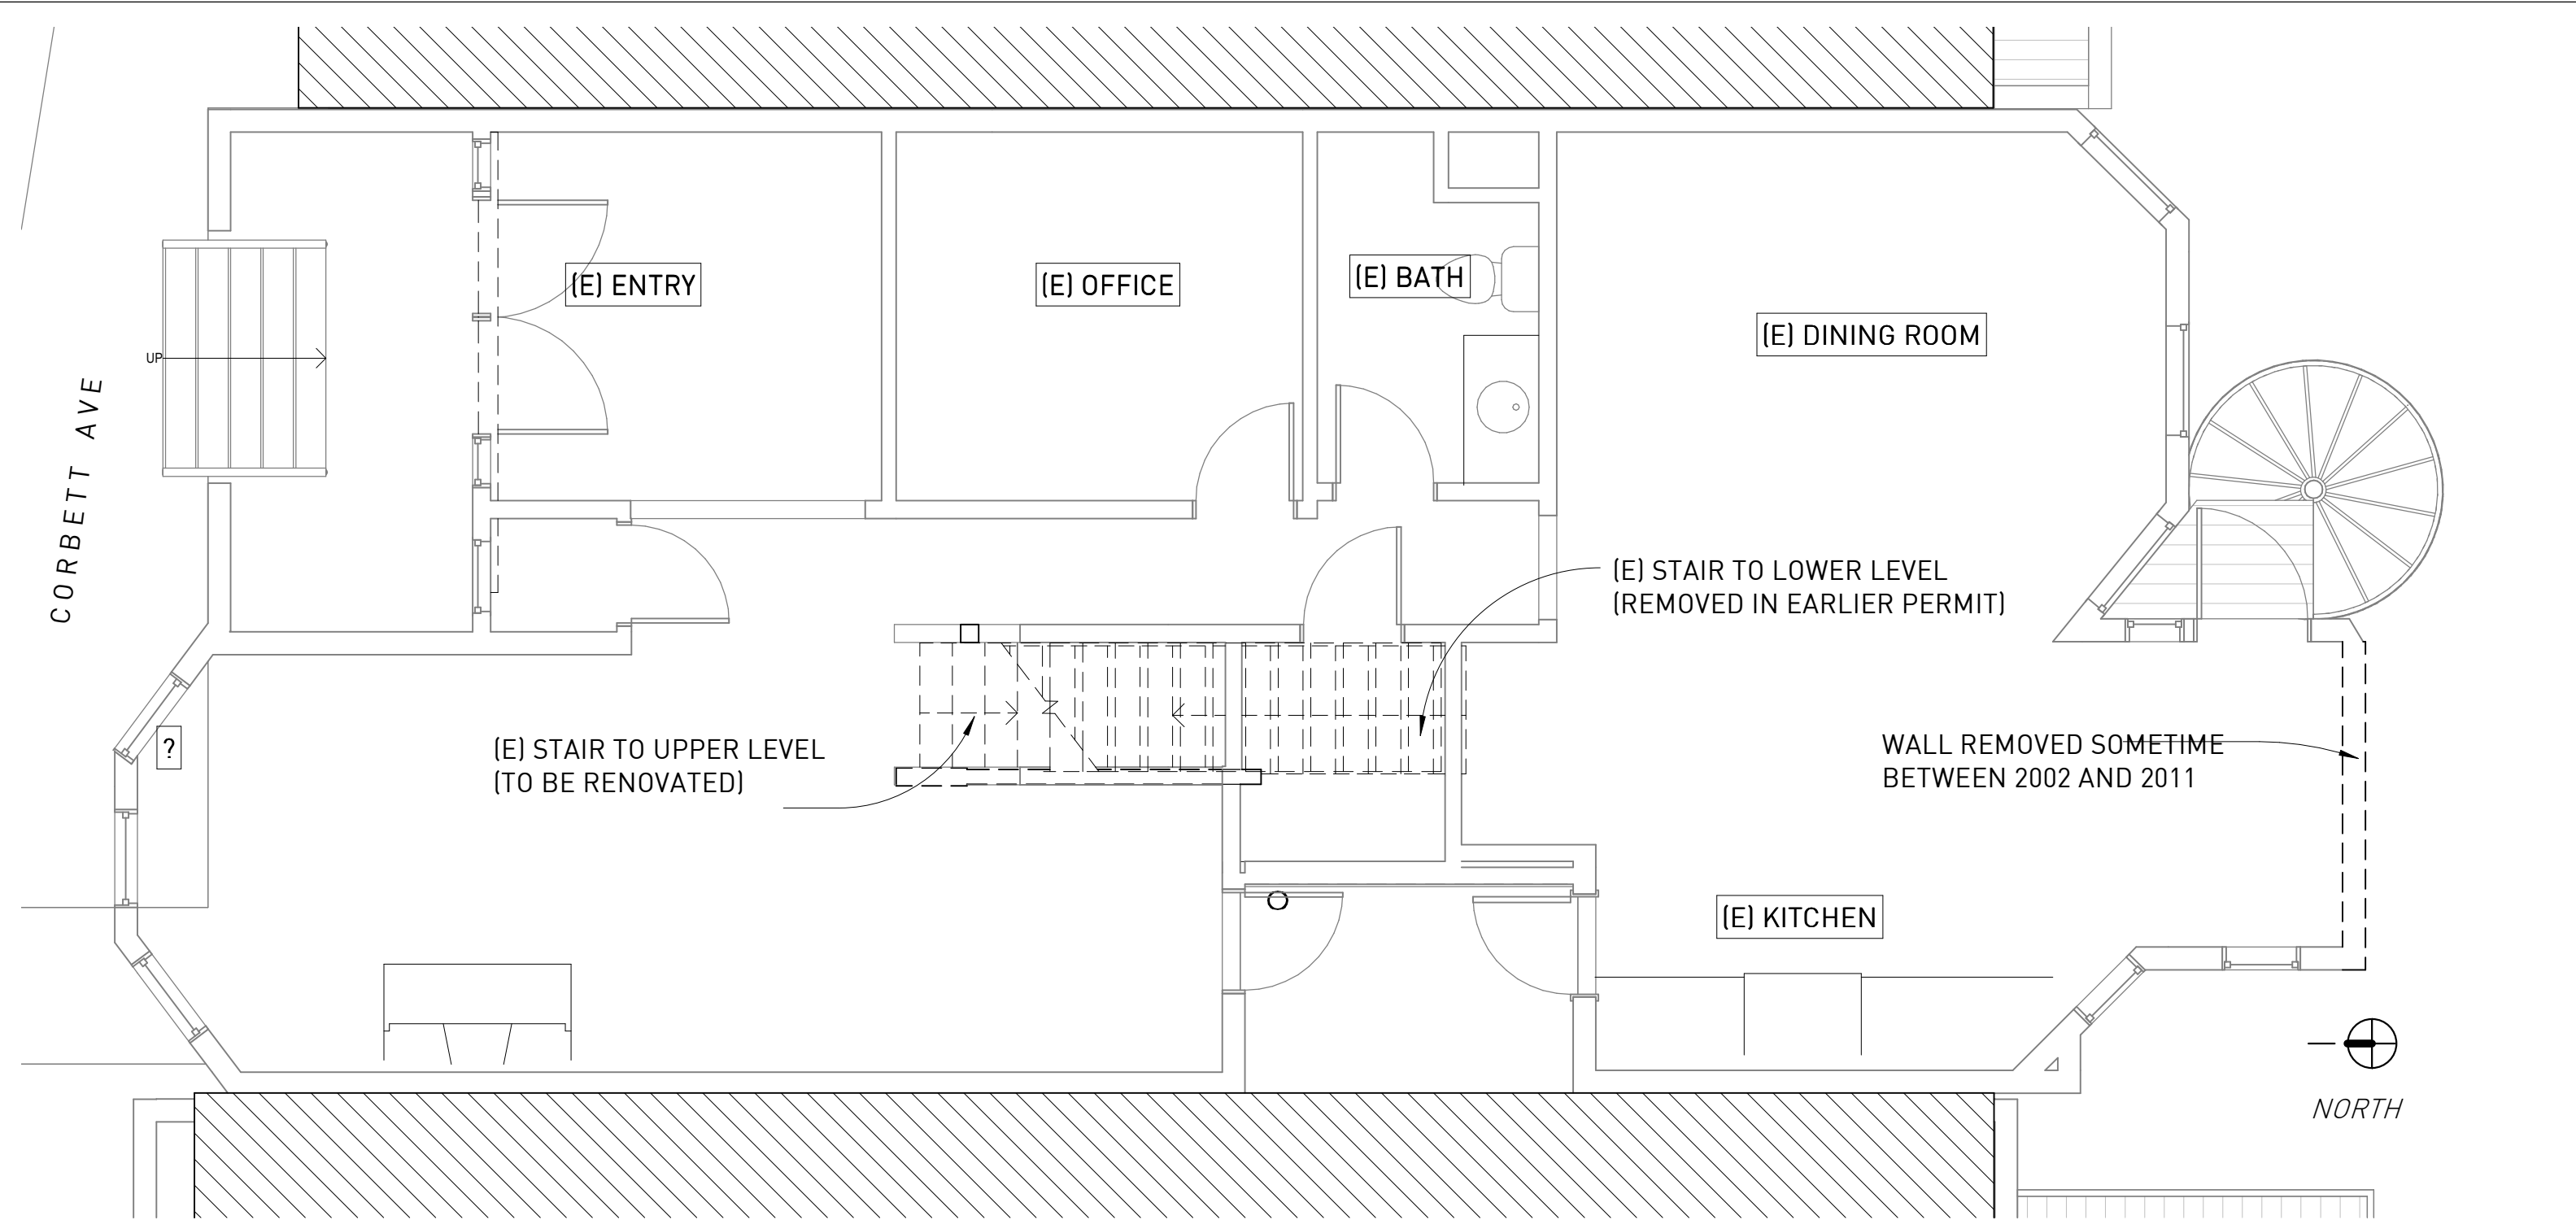 (E) ENTRY
(E) OFFICE
(E) BATH
(E) DINING ROOM
UP
CORBETT AVE
(E) STAIR TO LOWER LEVEL
(REMOVED IN EARLIER PERMIT)
?
(E) STAIR TO UPPER LEVEL
(TO BE RENOVATED)
WALL REMOVED SOMETIME
BETWEEN 2002 AND 2011
(E) KITCHEN
NORTH